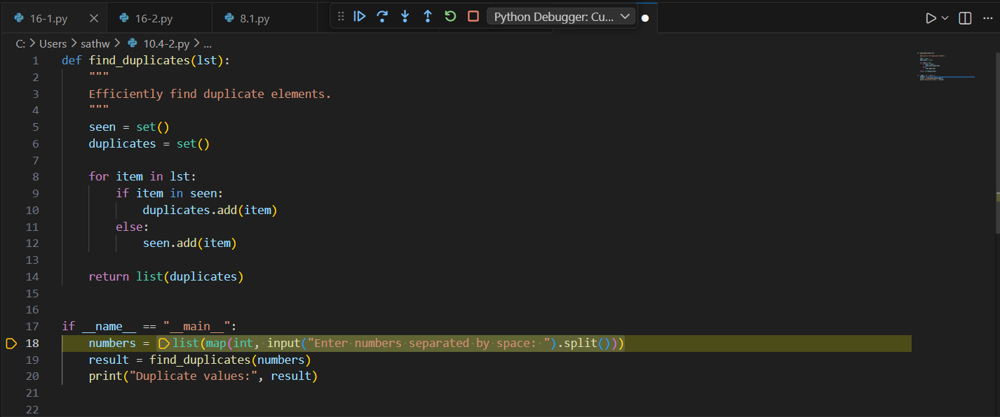 16-1.py 16-2.py 8.1.py Python Debugger: Cu...
C: > Users > sathw > 10.4-2.py > ...
1 def find_duplicates(lst):
2     """
3     Efficiently find duplicate elements.
4     """
5     seen = set()
6     duplicates = set()
7
8     for item in lst:
9         if item in seen:
10             duplicates.add(item)
11         else:
12             seen.add(item)
13
14     return list(duplicates)
15
16
17 if __name__ == "__main__":
18     numbers = list(map(int, input("Enter numbers separated by space: ").split()))
19     result = find_duplicates(numbers)
20     print("Duplicate values:", result)
21
22